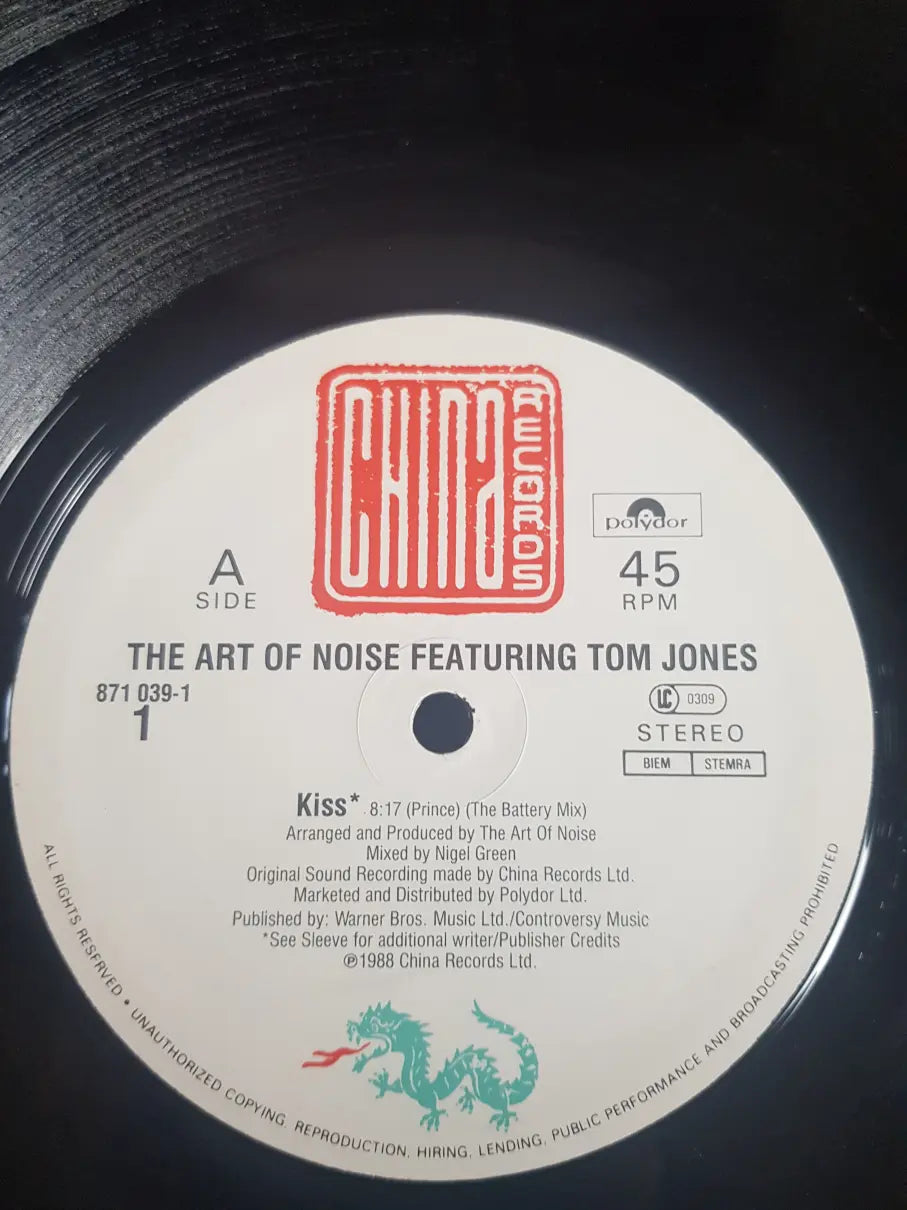 CHINA RECORDS
polydor
A
SIDE
45
RPM
THE ART OF NOISE FEATURING TOM JONES
871 039-1
1
LC 0309
STEREO
BIEM STEMRA
Kiss* 8:17 (Prince) (The Battery Mix)
Arranged and Produced by The Art Of Noise
Mixed by Nigel Green
Original Sound Recording made by China Records Ltd.
Marketed and Distributed by Polydor Ltd.
Published by: Warner Bros. Music Ltd./Controversy Music
*See Sleeve for additional writer/Publisher Credits
℗1988 China Records Ltd.
ALL RIGHTS RESERVED • UNAUTHORIZED COPYING, REPRODUCTION, HIRING, LENDING, PUBLIC PERFORMANCE AND BROADCASTING PROHIBITED